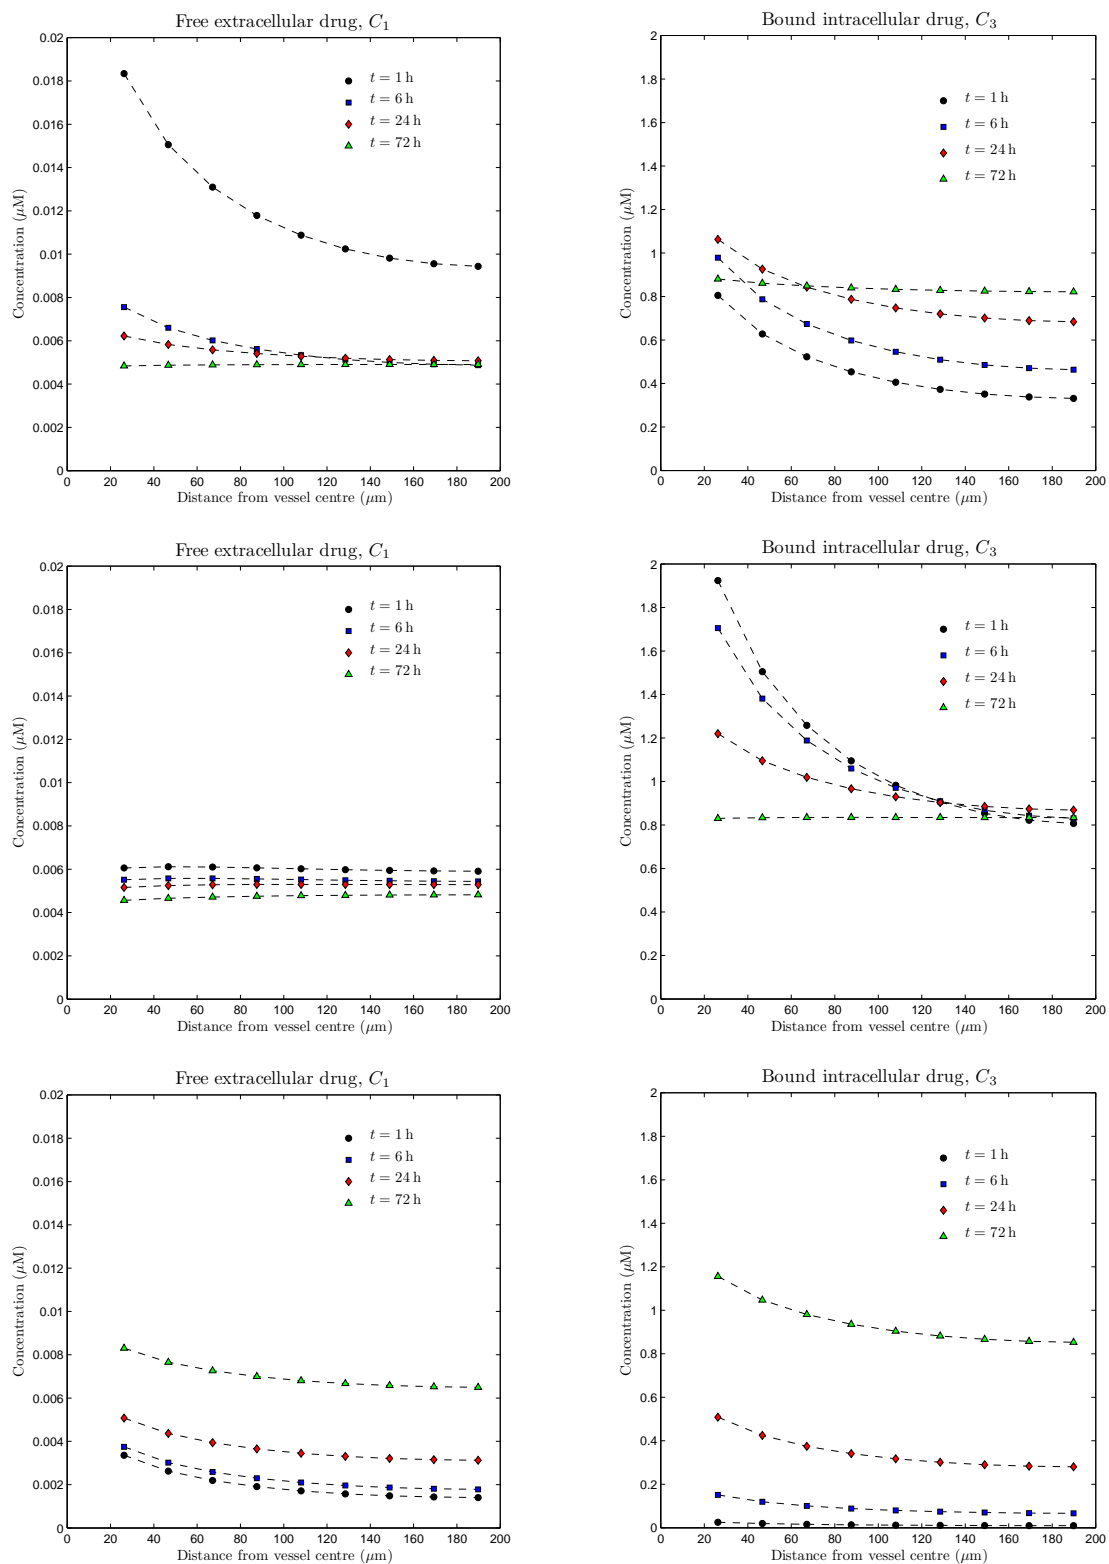 Free extracellular drug, C1
Concentration (μM)
0.02
0.018
0.016
0.014
0.012
0.01
0.008
0.006
0.004
0.002
0
t = 1 h
t = 6 h
t = 24 h
t = 72 h
0 20 40 60 80 100 120 140 160 180 200
Distance from vessel centre (μm)
Bound intracellular drug, C3
Concentration (μM)
2
1.8
1.6
1.4
1.2
1
0.8
0.6
0.4
0.2
0
t = 1 h
t = 6 h
t = 24 h
t = 72 h
0 20 40 60 80 100 120 140 160 180 200
Distance from vessel centre (μm)
Free extracellular drug, C1
Concentration (μM)
0.02
0.018
0.016
0.014
0.012
0.01
0.008
0.006
0.004
0.002
0
t = 1 h
t = 6 h
t = 24 h
t = 72 h
0 20 40 60 80 100 120 140 160 180 200
Distance from vessel centre (μm)
Bound intracellular drug, C3
Concentration (μM)
2
1.8
1.6
1.4
1.2
1
0.8
0.6
0.4
0.2
0
t = 1 h
t = 6 h
t = 24 h
t = 72 h
0 20 40 60 80 100 120 140 160 180 200
Distance from vessel centre (μm)
Free extracellular drug, C1
Concentration (μM)
0.02
0.018
0.016
0.014
0.012
0.01
0.008
0.006
0.004
0.002
0
t = 1 h
t = 6 h
t = 24 h
t = 72 h
0 20 40 60 80 100 120 140 160 180 200
Distance from vessel centre (μm)
Bound intracellular drug, C3
Concentration (μM)
2
1.8
1.6
1.4
1.2
1
0.8
0.6
0.4
0.2
0
t = 1 h
t = 6 h
t = 24 h
t = 72 h
0 20 40 60 80 100 120 140 160 180 200
Distance from vessel centre (μm)